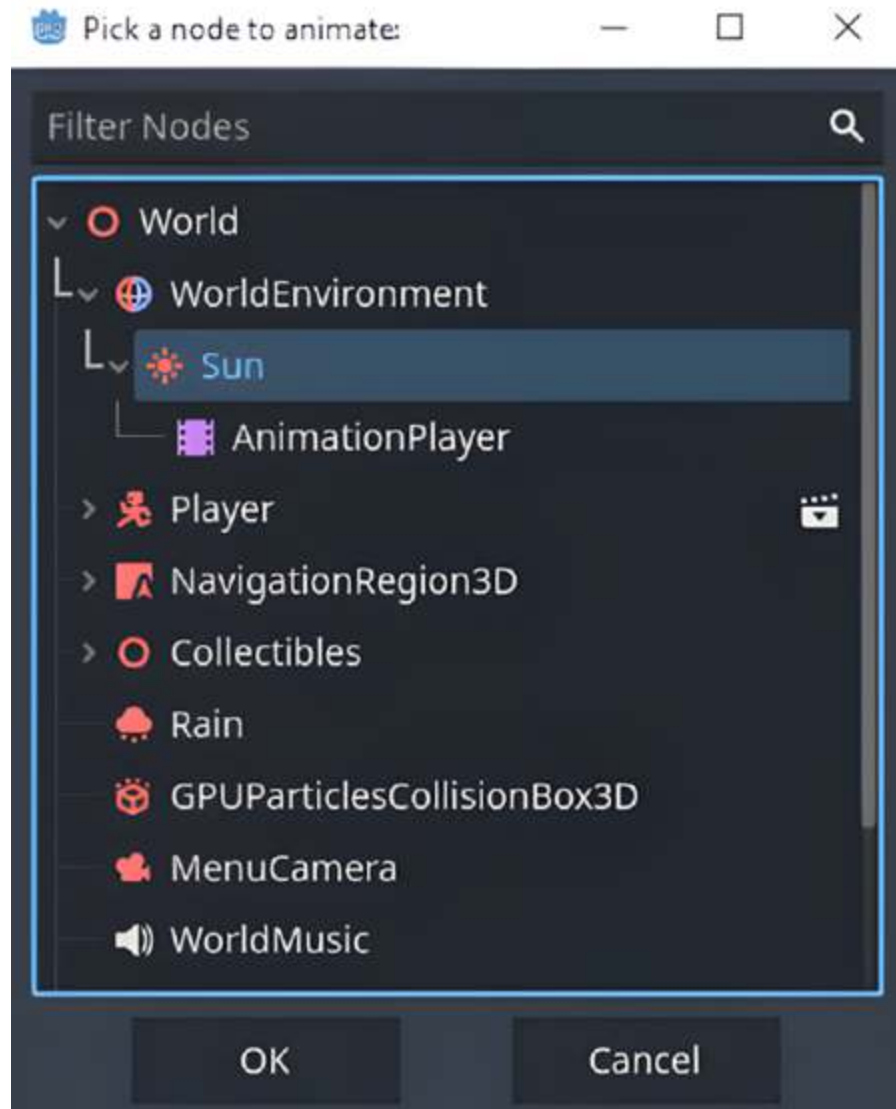 Pick a node to animate:
Filter Nodes
World
WorldEnvironment
Sun
AnimationPlayer
Player
NavigationRegion3D
Collectibles
Rain
GPUParticlesCollisionBox3D
MenuCamera
WorldMusic
OK
Cancel